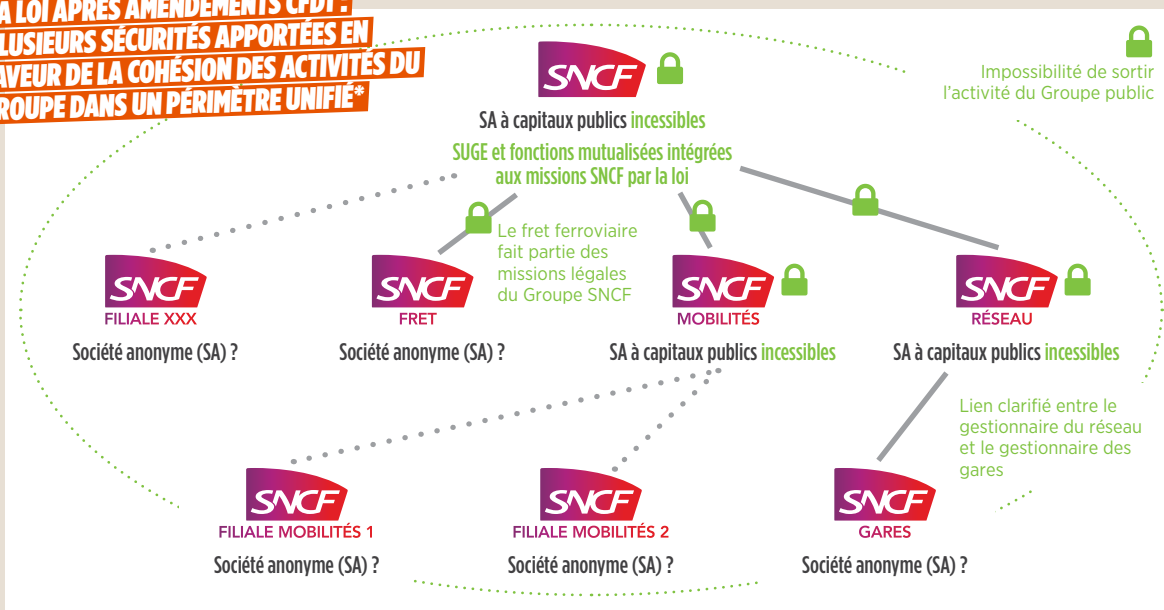 A LOI APRÈS AMENDEMENTS CFDT :
LUSIEURS SÉCURITÉS APPORTÉES EN
AVEUR DE LA COHÉSION DES ACTIVITÉS DU
ROUPE DANS UN PÉRIMÈTRE UNIFIÉ*
Impossibilité de sortir
l'activité du Groupe public
SNCF
SA à capitaux publics incessibles
SUGE et fonctions mutualisées intégrées
aux missions SNCF par la loi
Le fret ferroviaire
fait partie des
missions légales
du Groupe SNCF
SNCF
FILIALE XXX
Société anonyme (SA) ?
SNCF
FRET
Société anonyme (SA) ?
SNCF
MOBILITÉS
SA à capitaux publics incessibles
SNCF
RÉSEAU
SA à capitaux publics incessibles
Lien clarifié entre le
gestionnaire du réseau
et le gestionnaire des
gares
SNCF
FILIALE MOBILITÉS 1
Société anonyme (SA) ?
SNCF
FILIALE MOBILITÉS 2
Société anonyme (SA) ?
SNCF
GARES
Société anonyme (SA) ?